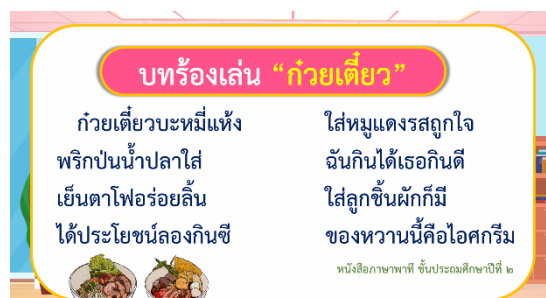 บทร้องเล่น “ก๋วยเตี๋ยว”
ก๋วยเตี๋ยวบะหมี่แห้ง ใส่หมูแดงรสถูกใจ
พริกป่นน้ำปลาใส่ ฉันกินได้เธอกินดี
เย็นตาโฟอร่อยลิ้น ใส่ลูกชิ้นผักก็มี
ได้ประโยชน์ลองกินซี ของหวานนี้คือไอศกรีม
หนังสือภาษาพาที ชั้นประถมศึกษาปีที่ ๒